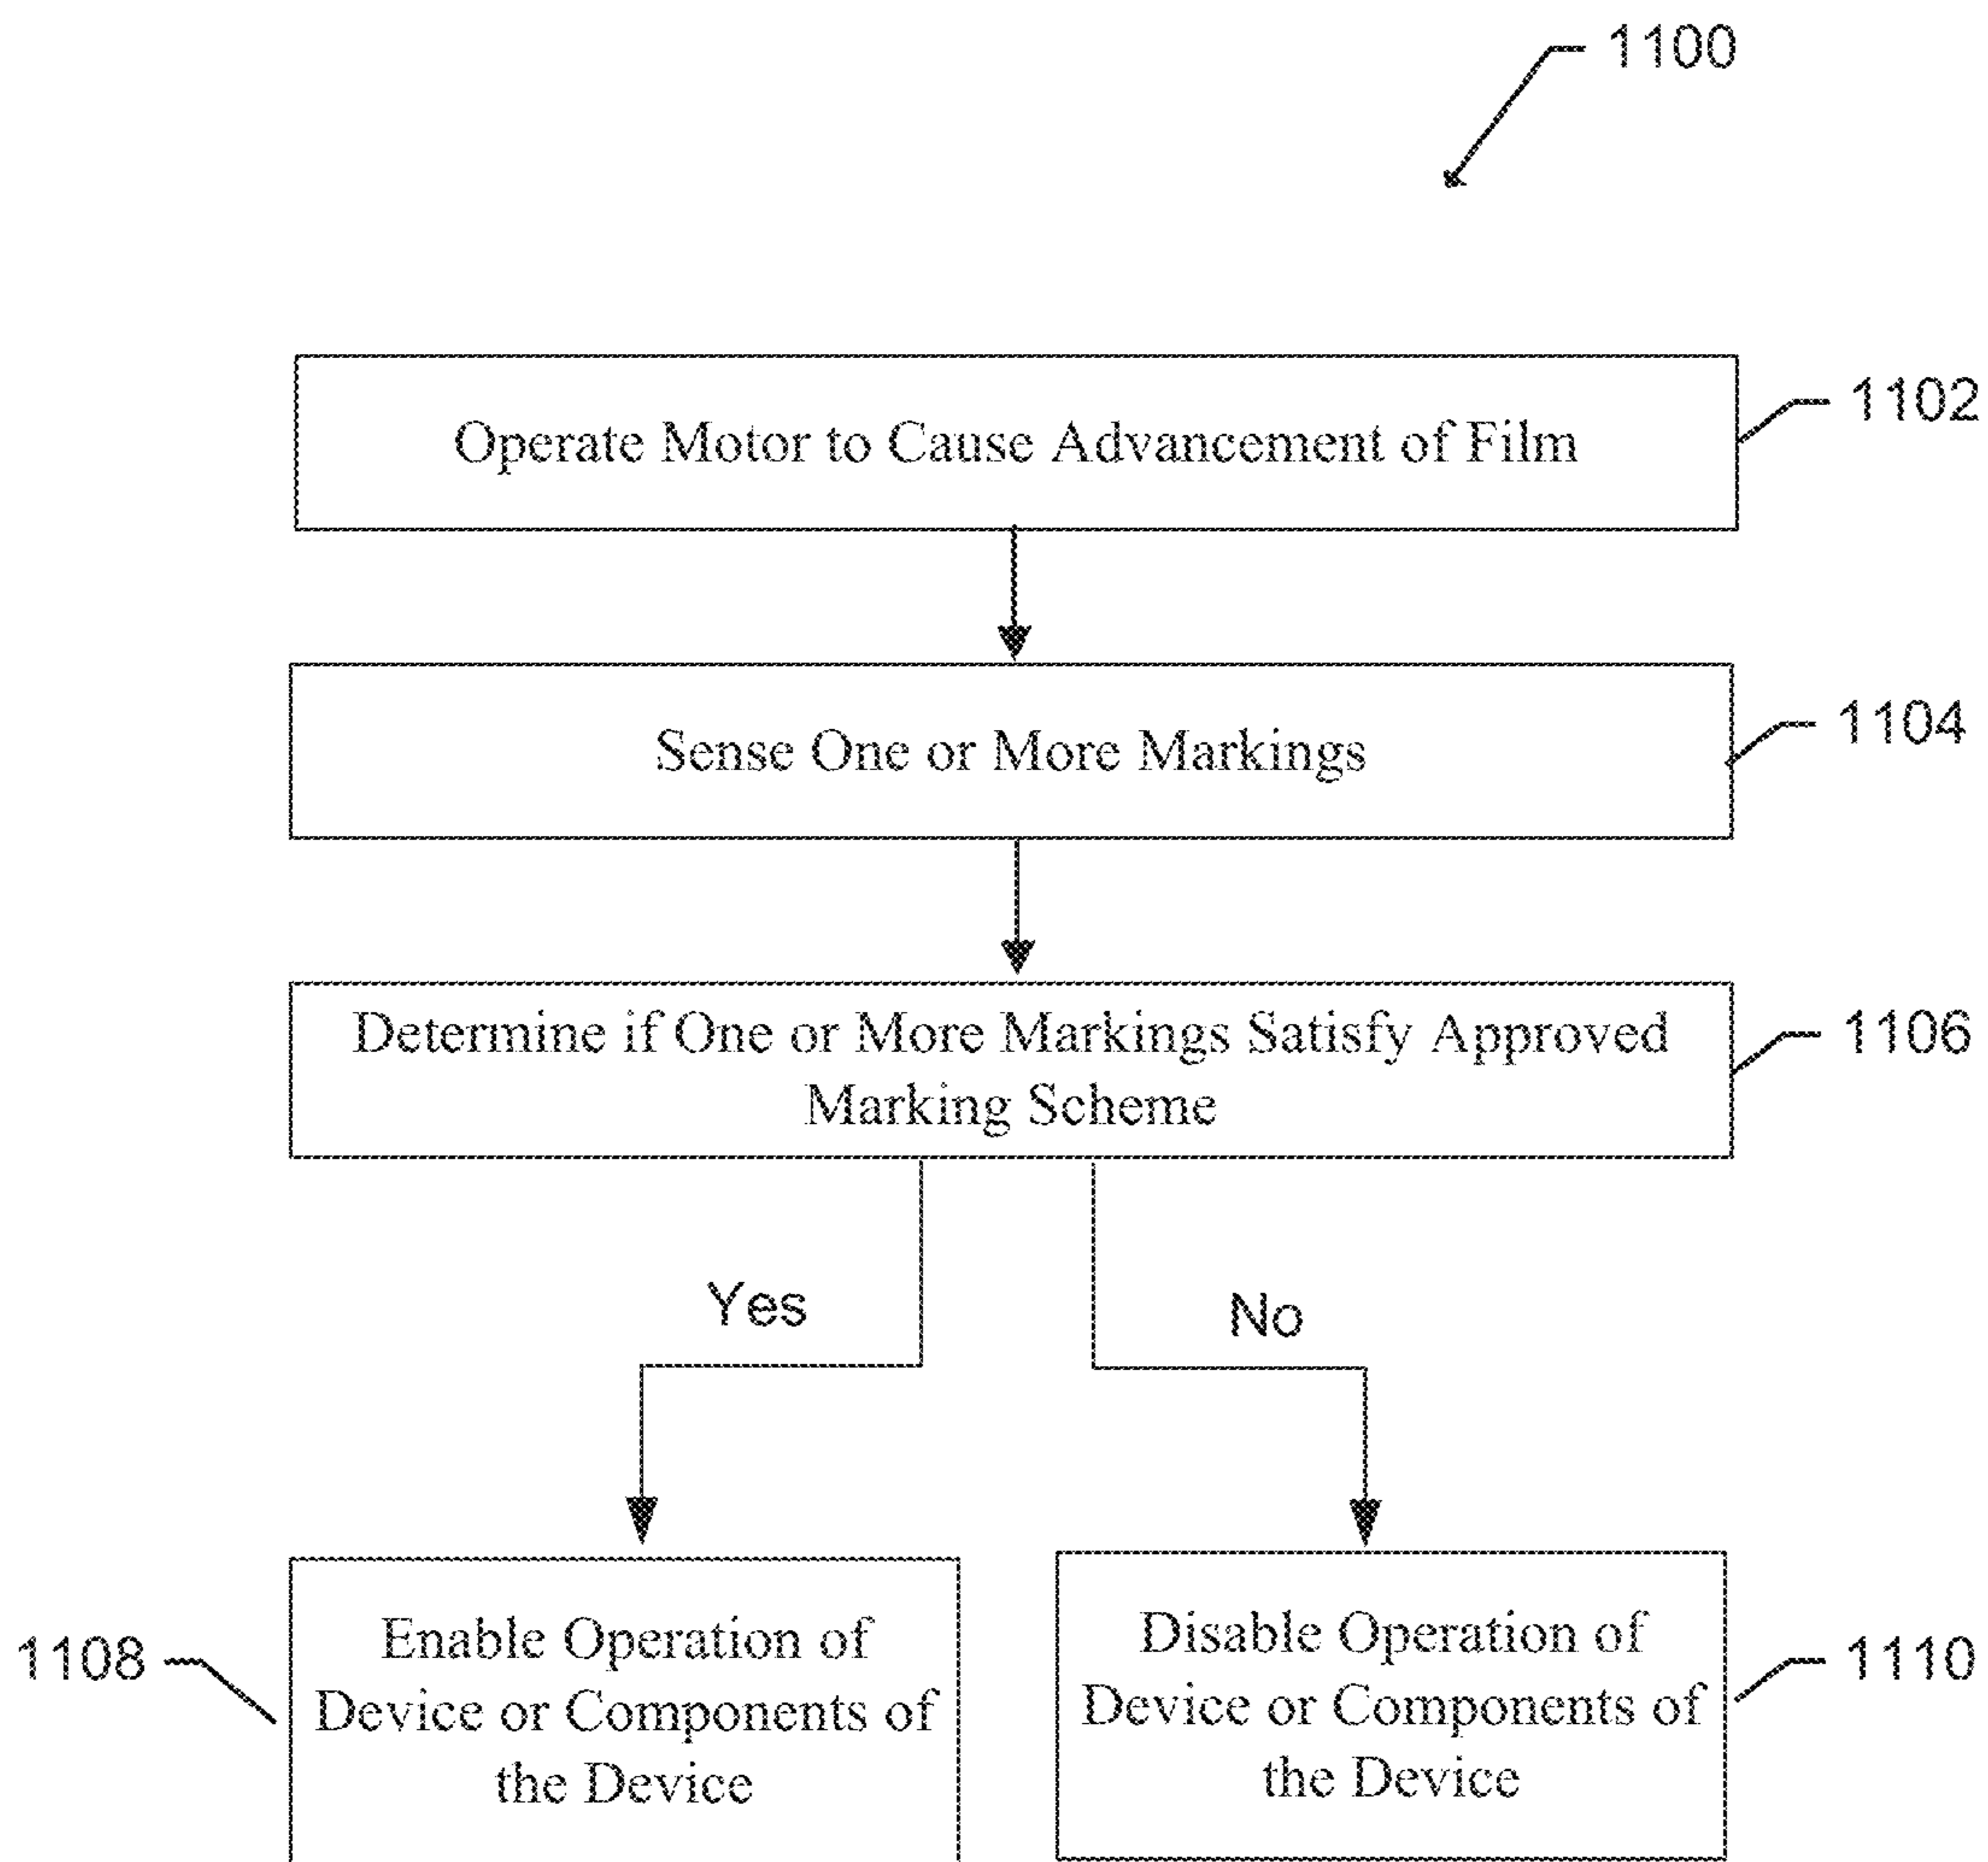 1100
Operate Motor to Cause Advancement of Film
1102
Sense One or More Markings
1104
Determine if One or More Markings Satisfy Approved
Marking Scheme
1106
Yes
No
1108
Enable Operation of
Device or Components of
the Device
Disable Operation of
Device or Components of
the Device
1110